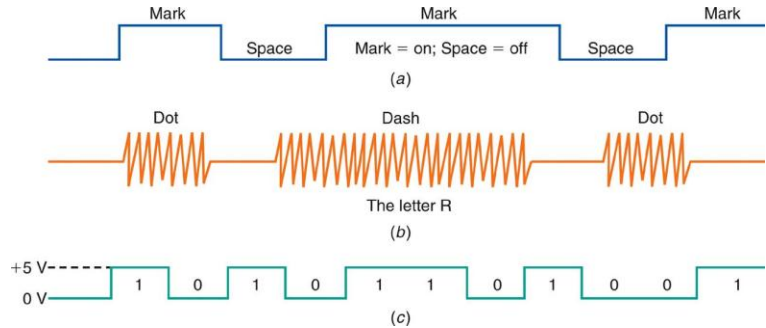 Mark Mark Mark
Space Mark = on; Space = off Space
(a)
Dot Dash Dot
The letter R
(b)
+5 V
1 0 1 0 1 1 0 1 0 0 1
0 V
(c)